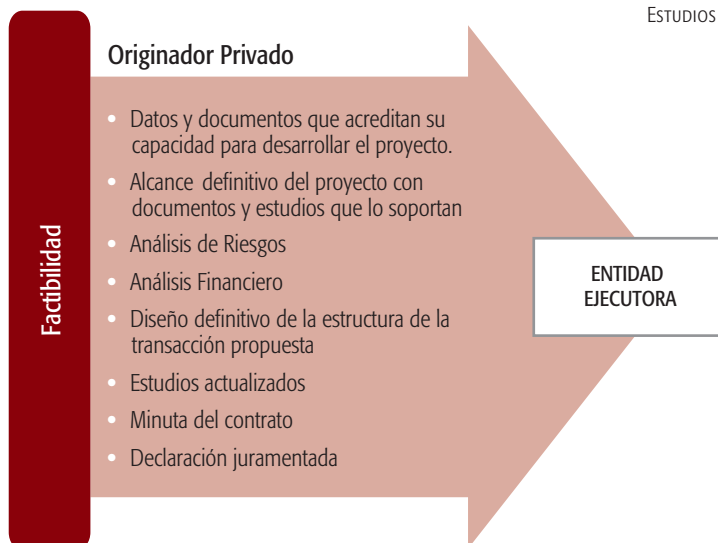 ESTUDIOS
Originador Privado
Factibilidad
• Datos y documentos que acreditan su
capacidad para desarrollar el proyecto.
• Alcance definitivo del proyecto con
documentos y estudios que lo soportan
• Análisis de Riesgos
• Análisis Financiero
• Diseño definitivo de la estructura de la
transacción propuesta
• Estudios actualizados
• Minuta del contrato
• Declaración juramentada
ENTIDAD
EJECUTORA